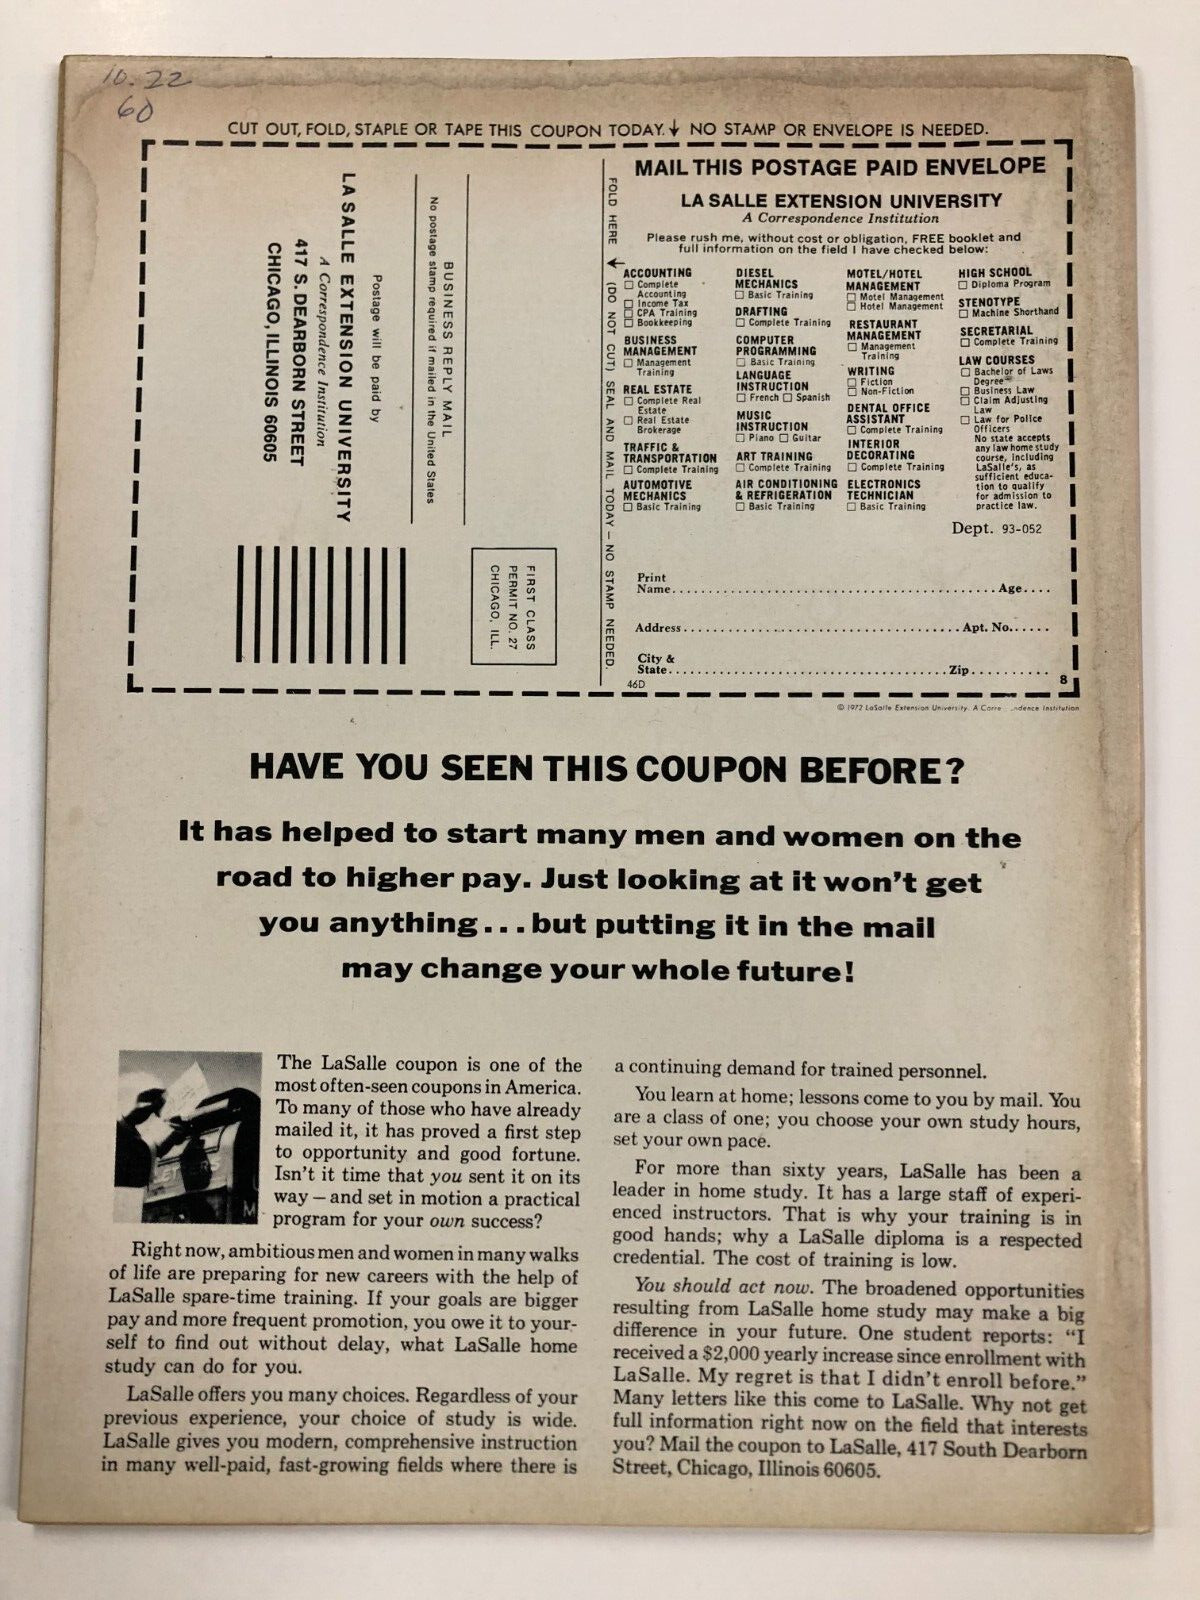 10.22
60
CUT OUT, FOLD, STAPLE OR TAPE THIS COUPON TODAY. ↓ NO STAMP OR ENVELOPE IS NEEDED.
LA SALLE EXTENSION UNIVERSITY
A Correspondence Institution
417 S. DEARBORN STREET
CHICAGO, ILLINOIS 60605
Postage will be paid by
BUSINESS REPLY MAIL
No postage stamp required if mailed in the United States
FIRST CLASS
PERMIT NO. 27
CHICAGO, ILL.
FOLD HERE ← (DO NOT CUT) SEAL AND MAIL TODAY – NO STAMP NEEDED.
MAIL THIS POSTAGE PAID ENVELOPE
LA SALLE EXTENSION UNIVERSITY
A Correspondence Institution
Please rush me, without cost or obligation, FREE booklet and
full information on the field I have checked below:
ACCOUNTING
☐ Complete
Accounting
☐ Income Tax
☐ CPA Training
☐ Bookkeeping
BUSINESS
MANAGEMENT
☐ Management
Training
REAL ESTATE
☐ Complete Real
Estate
☐ Real Estate
Brokerage
TRAFFIC &
TRANSPORTATION
☐ Complete Training
AUTOMOTIVE
MECHANICS
☐ Basic Training
DIESEL
MECHANICS
☐ Basic Training
DRAFTING
☐ Complete Training
COMPUTER
PROGRAMMING
☐ Basic Training
LANGUAGE
INSTRUCTION
☐ French ☐ Spanish
MUSIC
INSTRUCTION
☐ Piano ☐ Guitar
ART TRAINING
☐ Complete Training
AIR CONDITIONING
& REFRIGERATION
☐ Basic Training
MOTEL/HOTEL
MANAGEMENT
☐ Motel Management
☐ Hotel Management
RESTAURANT
MANAGEMENT
☐ Management
Training
WRITING
☐ Fiction
☐ Non-Fiction
DENTAL OFFICE
ASSISTANT
☐ Complete Training
INTERIOR
DECORATING
☐ Complete Training
ELECTRONICS
TECHNICIAN
☐ Basic Training
HIGH SCHOOL
☐ Diploma Program
STENOTYPE
☐ Machine Shorthand
SECRETARIAL
☐ Complete Training
LAW COURSES
☐ Bachelor of Laws
Degree
☐ Business Law
☐ Claim Adjusting
Law
☐ Law for Police
Officers
No state accepts
any law home study
course, including
LaSalle's, as
sufficient educa-
tion to qualify
for admission to
practice law.
Dept. 93-052
Print
Name.......... Age....
Address.......... Apt. No......
City &
State.......... Zip..........
46D
8
© 1972 LaSalle Extension University. A Corre ndence Institution
HAVE YOU SEEN THIS COUPON BEFORE?
It has helped to start many men and women on the
road to higher pay. Just looking at it won't get
you anything...but putting it in the mail
may change your whole future!
The LaSalle coupon is one of the
most often-seen coupons in America.
To many of those who have already
mailed it, it has proved a first step
to opportunity and good fortune.
Isn't it time that you sent it on its
way – and set in motion a practical
program for your own success?
Right now, ambitious men and women in many walks
of life are preparing for new careers with the help of
LaSalle spare-time training. If your goals are bigger
pay and more frequent promotion, you owe it to your-
self to find out without delay, what LaSalle home
study can do for you.
LaSalle offers you many choices. Regardless of your
previous experience, your choice of study is wide.
LaSalle gives you modern, comprehensive instruction
in many well-paid, fast-growing fields where there is
a continuing demand for trained personnel.
You learn at home; lessons come to you by mail. You
are a class of one; you choose your own study hours,
set your own pace.
For more than sixty years, LaSalle has been a
leader in home study. It has a large staff of experi-
enced instructors. That is why your training is in
good hands; why a LaSalle diploma is a respected
credential. The cost of training is low.
You should act now. The broadened opportunities
resulting from LaSalle home study may make a big
difference in your future. One student reports: "I
received a $2,000 yearly increase since enrollment with
LaSalle. My regret is that I didn't enroll before."
Many letters like this come to LaSalle. Why not get
full information right now on the field that interests
you? Mail the coupon to LaSalle, 417 South Dearborn
Street, Chicago, Illinois 60605.